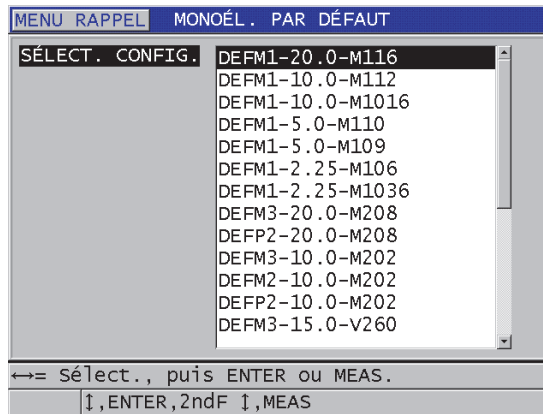 MENU RAPPEL MONOÉL. PAR DÉFAUT
SÉLECT. CONFIG. DEFM1-20.0-M116
DEFM1-10.0-M112
DEFM1-10.0-M1016
DEFM1-5.0-M110
DEFM1-5.0-M109
DEFM1-2.25-M106
DEFM1-2.25-M1036
DEFM3-20.0-M208
DEFP2-20.0-M208
DEFM3-10.0-M202
DEFM2-10.0-M202
DEFP2-10.0-M202
DEFM3-15.0-V260
↔= Sélect., puis ENTER ou MEAS.
↕,ENTER,2ndF ↕,MEAS